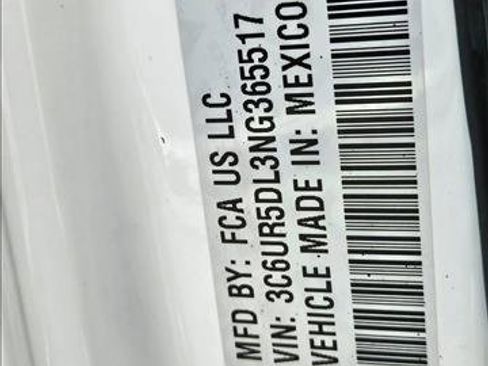 MFD BY: FCA US LLC
VIN: 3C6UR5DL3NG365517
VEHICLE MADE IN: MEXICO